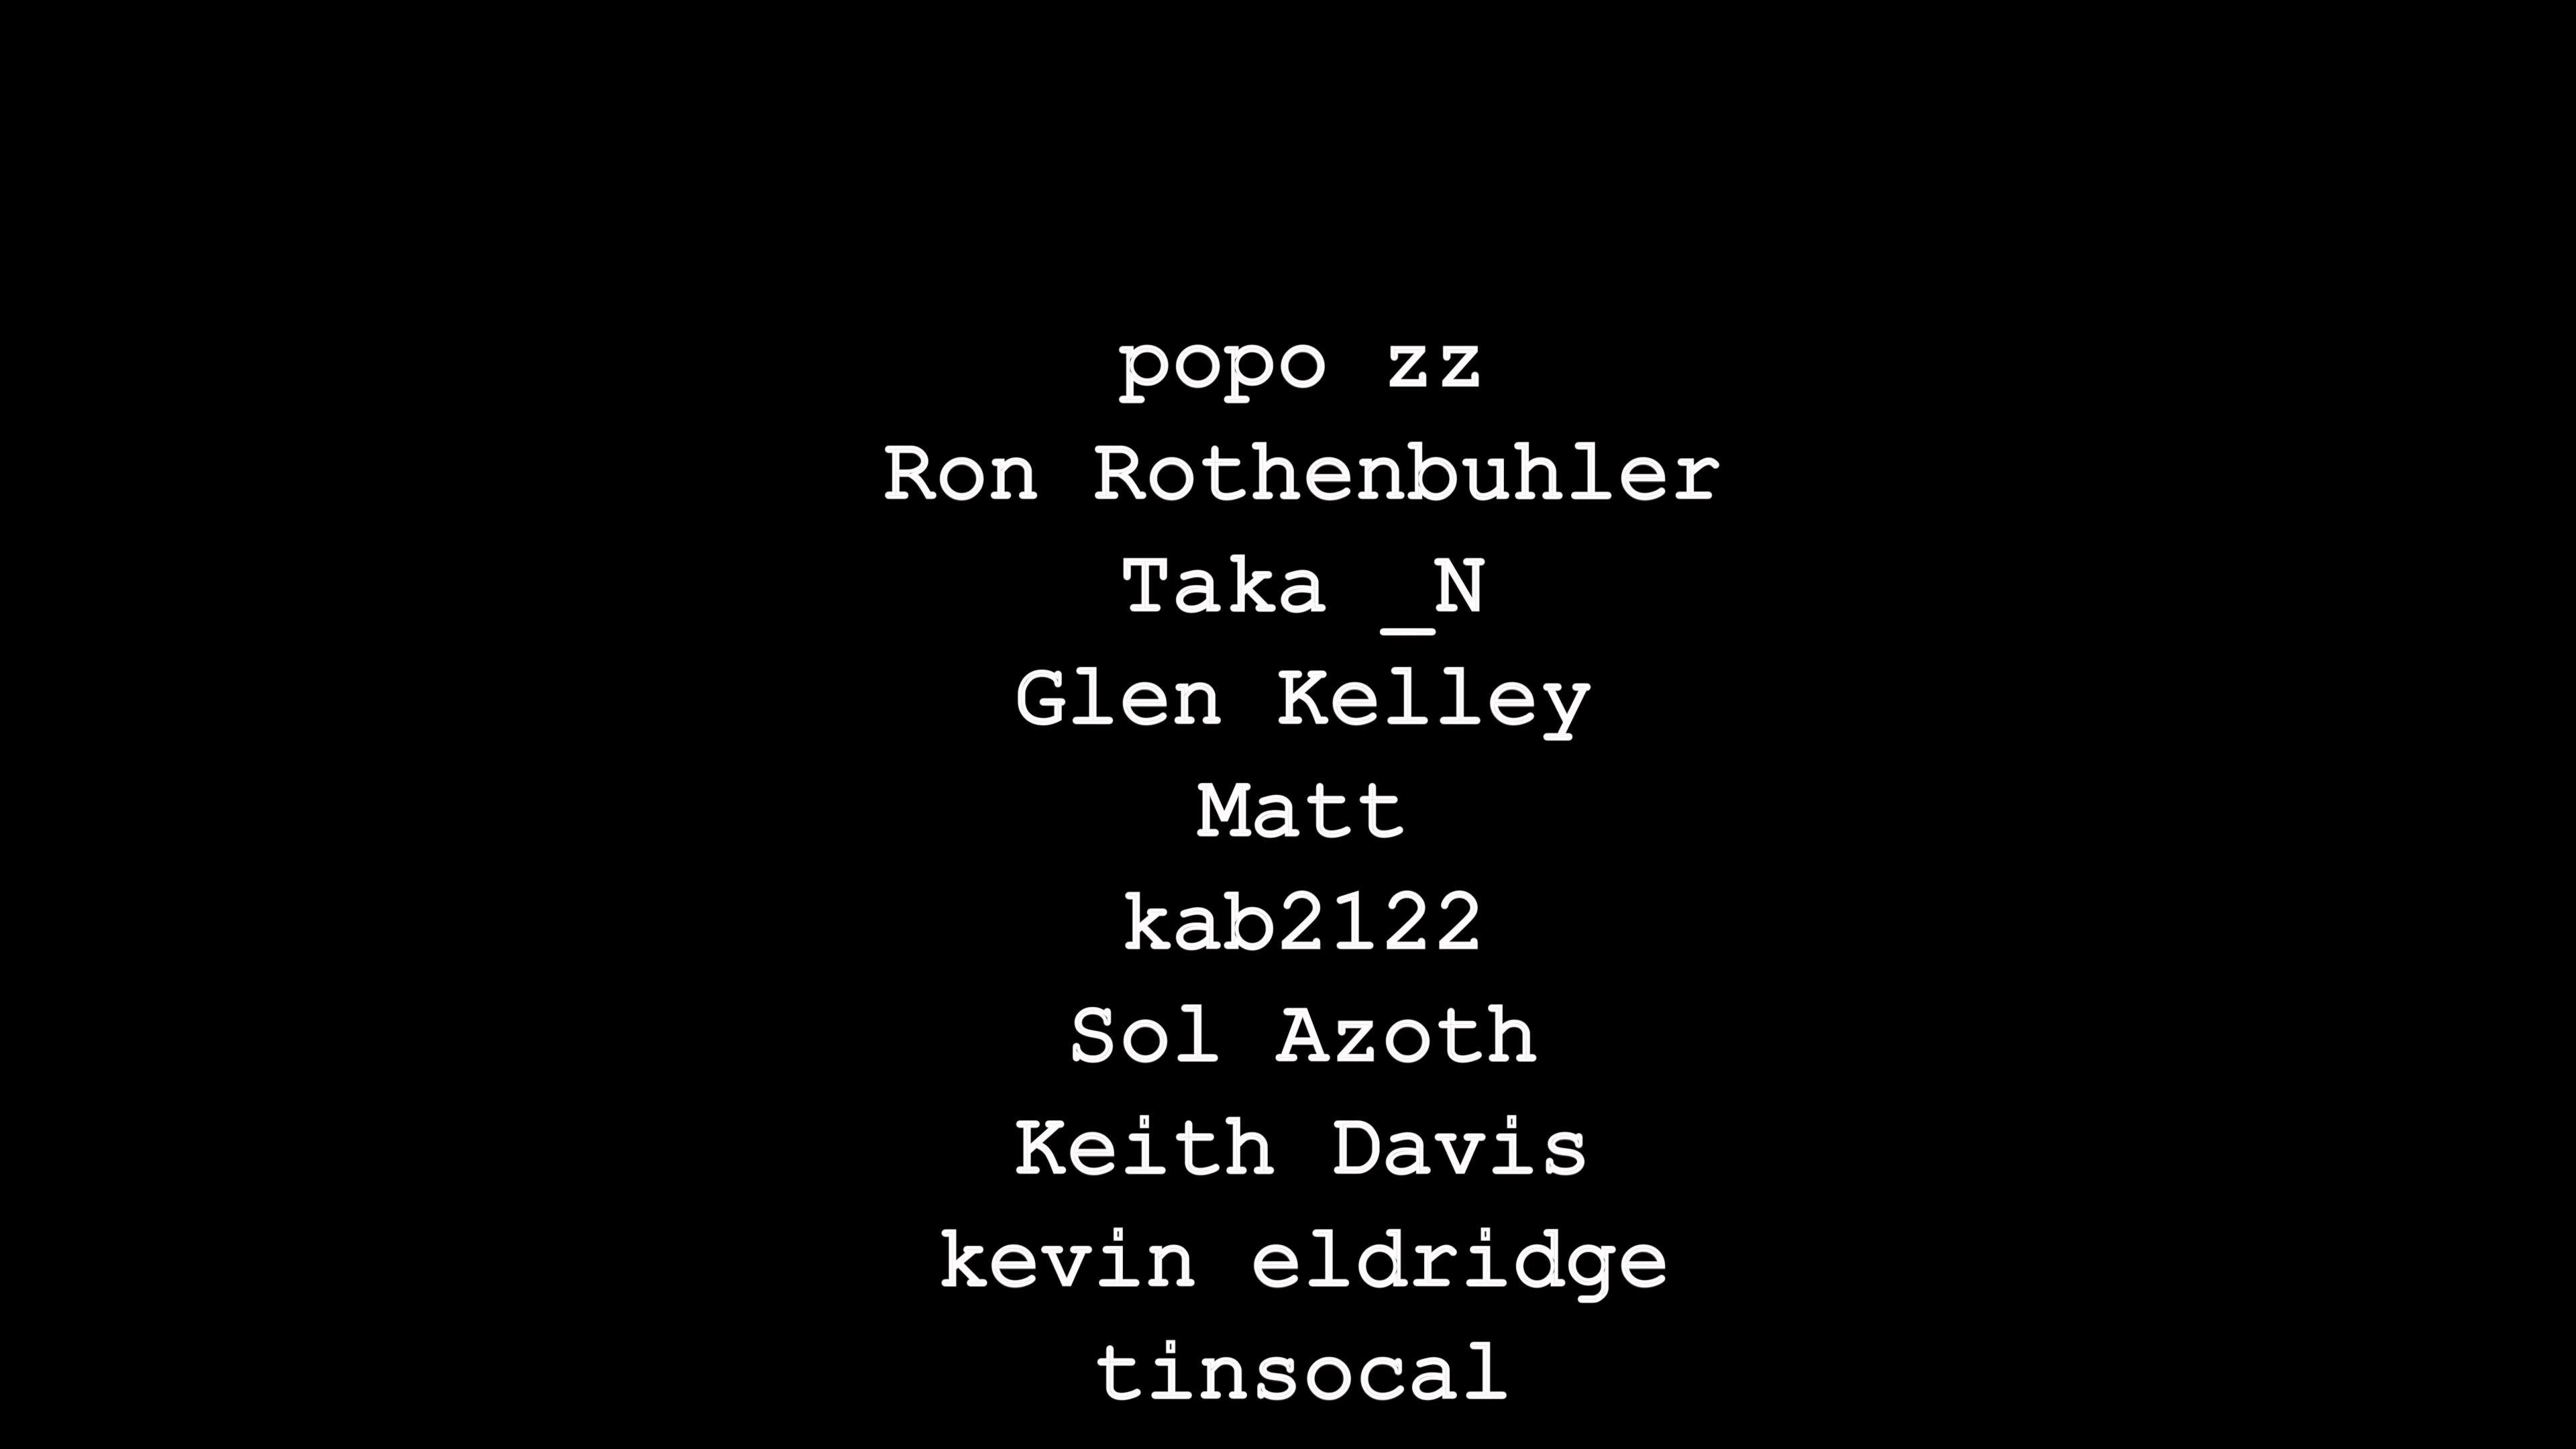 popo zz
Ron Rothenbuhler
Taka _N
Glen Kelley
Matt
kab2122
Sol Azoth
Keith Davis
kevin eldridge
tinsocal